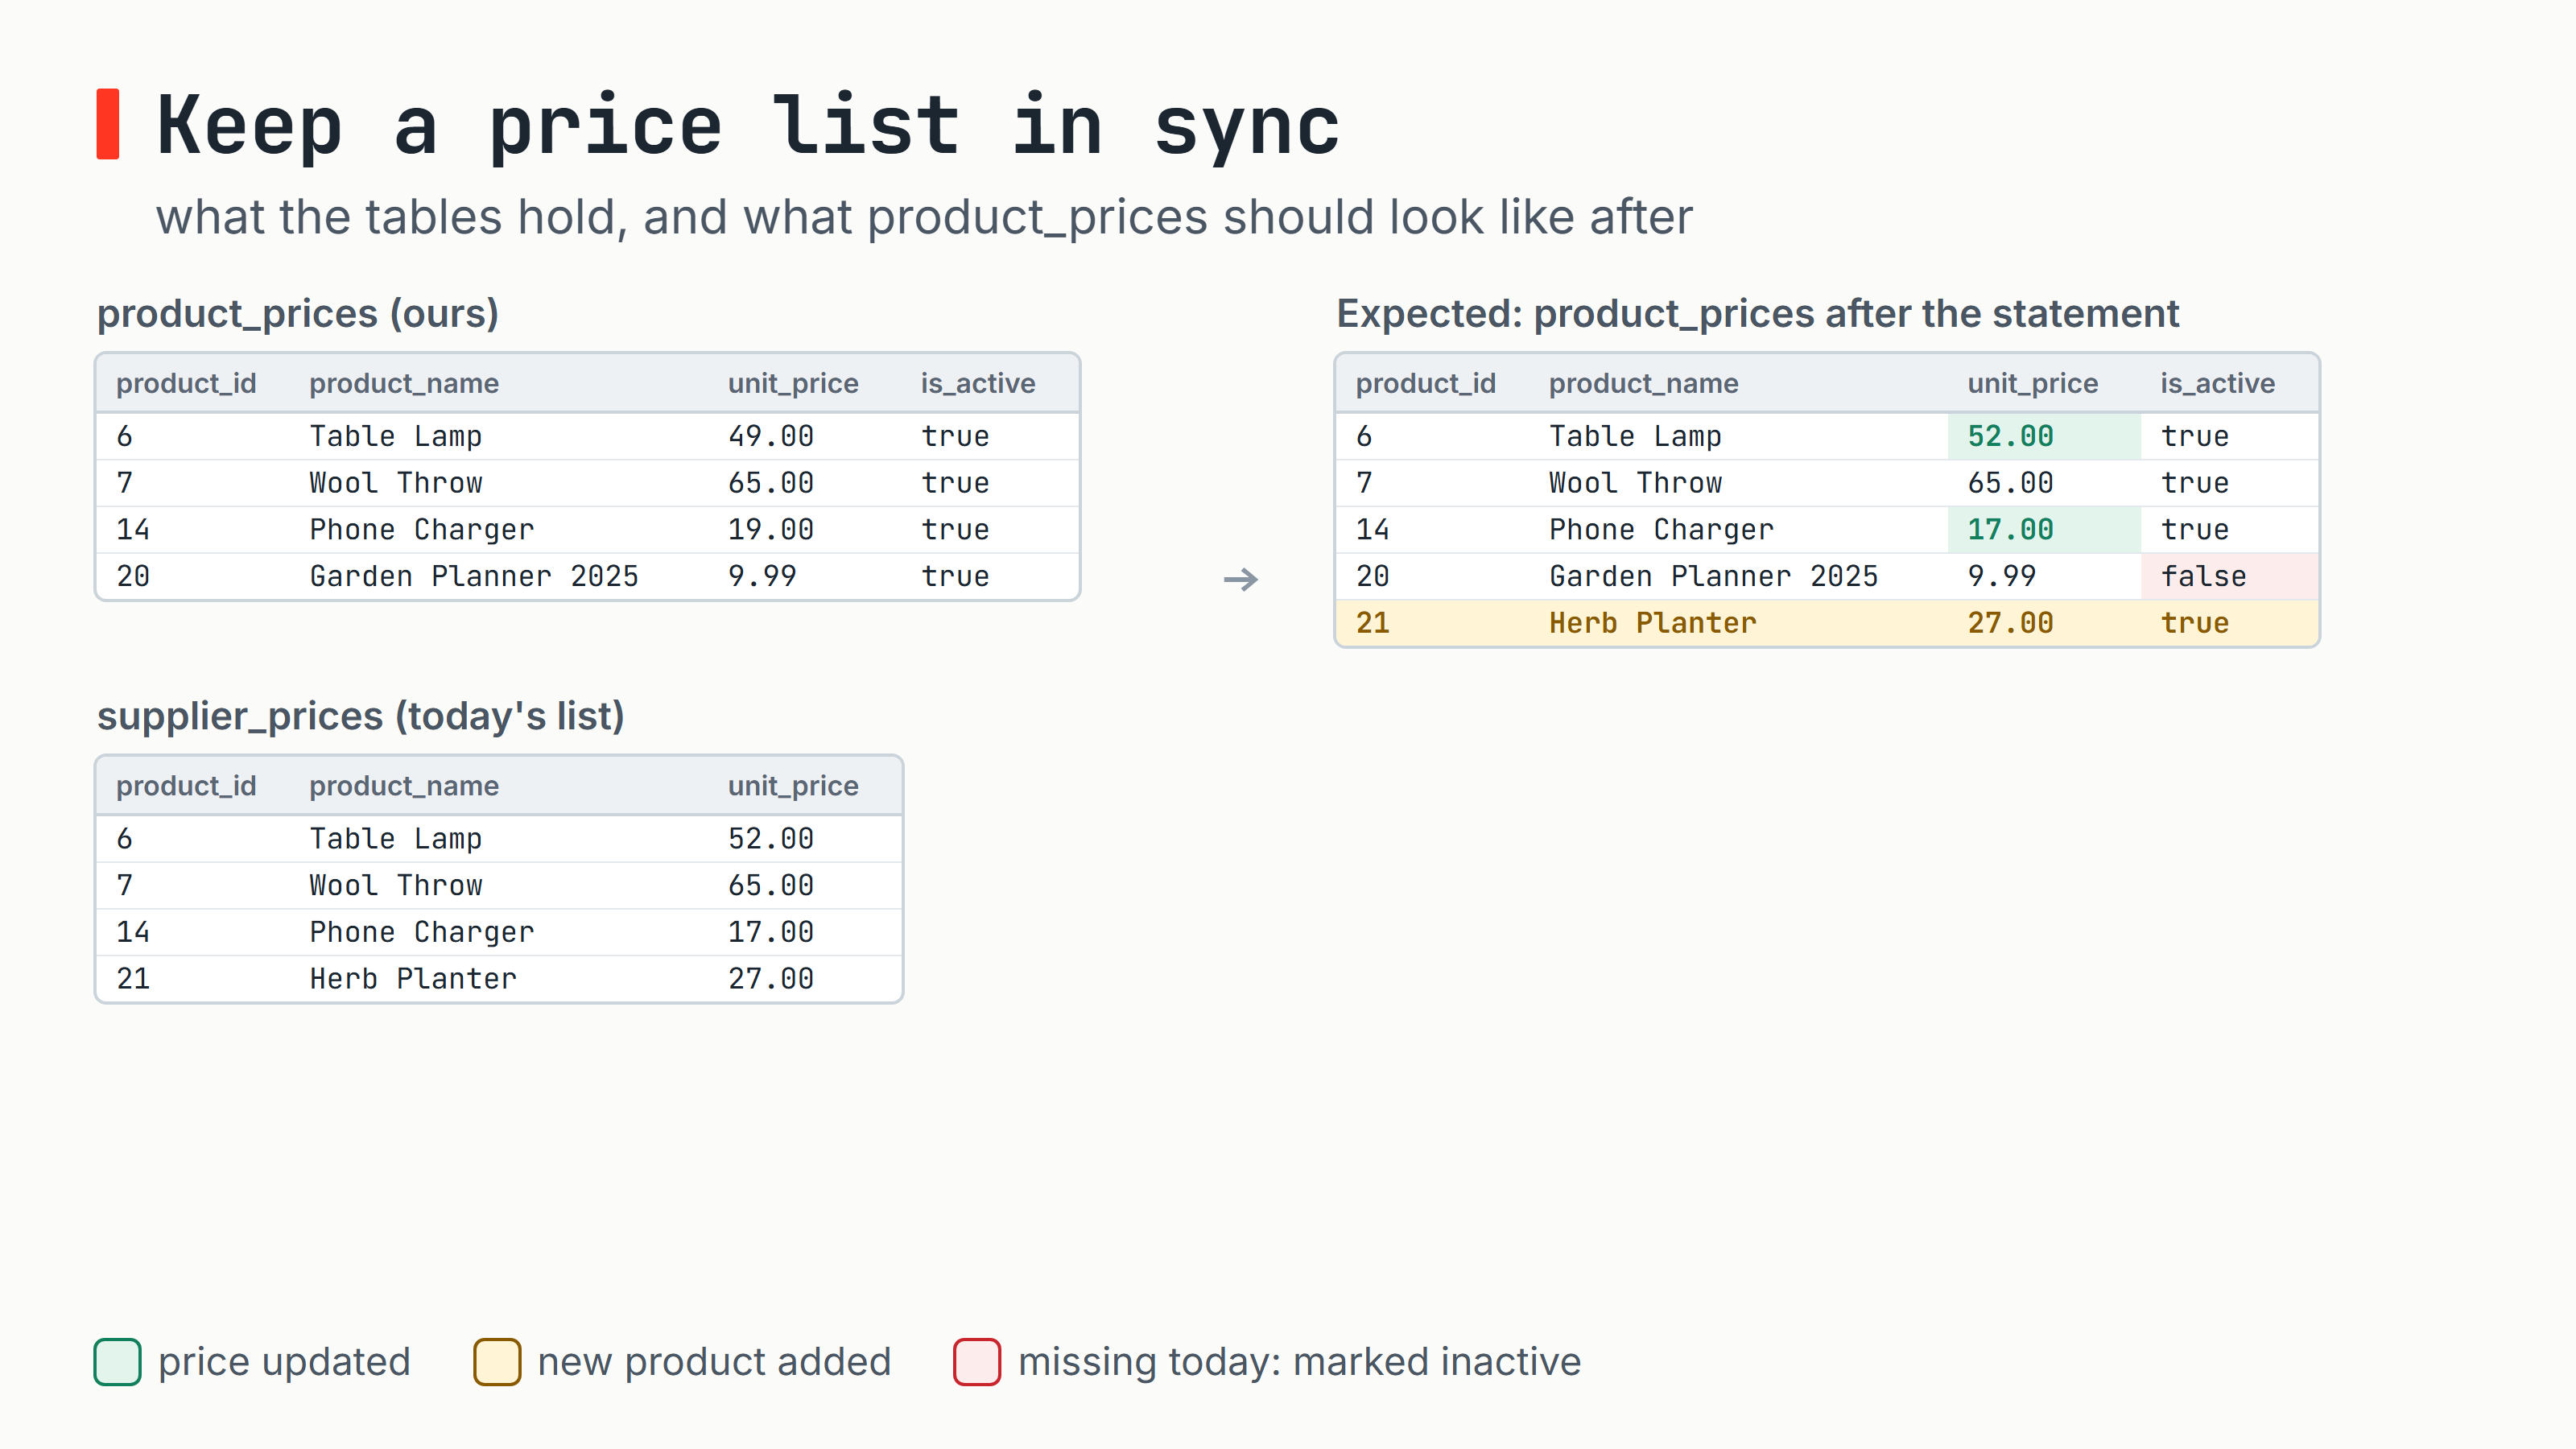 Keep a price list in sync
what the tables hold, and what product_prices should look like after
product_prices (ours)
product_id product_name unit_price is_active
6 Table Lamp 49.00 true
7 Wool Throw 65.00 true
14 Phone Charger 19.00 true
20 Garden Planner 2025 9.99 true
→
Expected: product_prices after the statement
product_id product_name unit_price is_active
6 Table Lamp 52.00 true
7 Wool Throw 65.00 true
14 Phone Charger 17.00 true
20 Garden Planner 2025 9.99 false
21 Herb Planter 27.00 true
supplier_prices (today's list)
product_id product_name unit_price
6 Table Lamp 52.00
7 Wool Throw 65.00
14 Phone Charger 17.00
21 Herb Planter 27.00
price updated
new product added
missing today: marked inactive